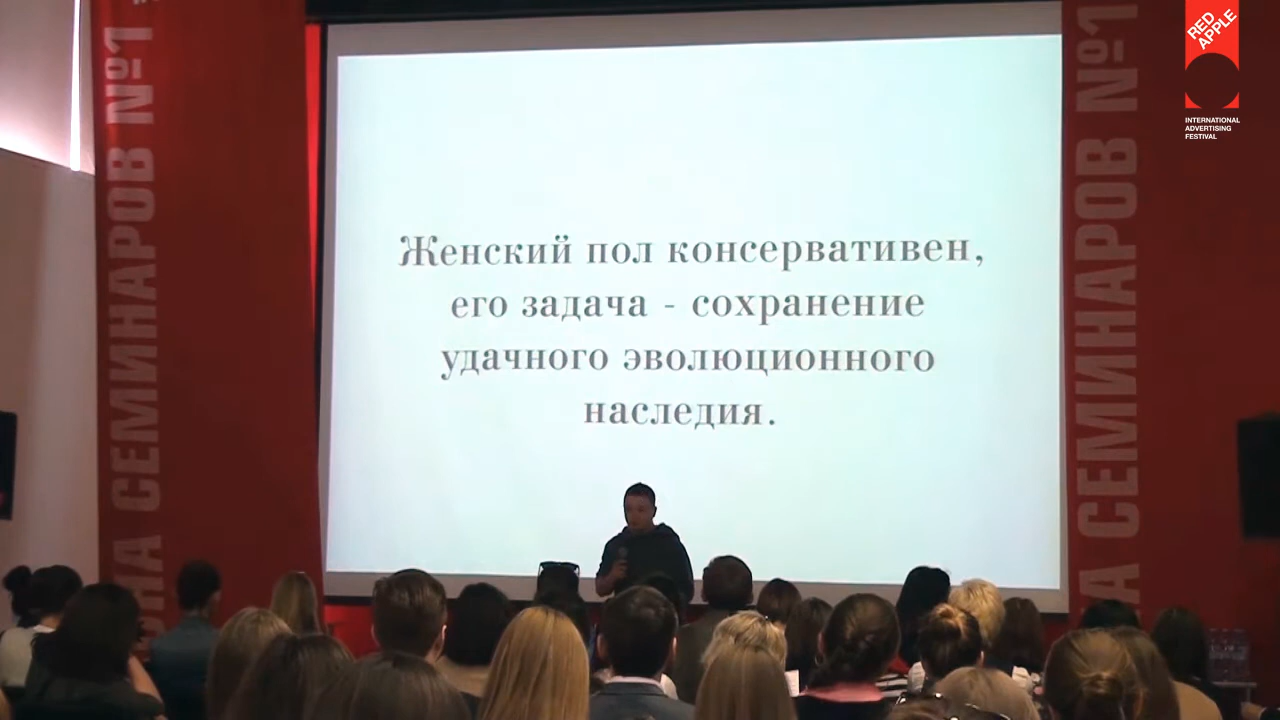 RED
APPLE
INTERNATIONAL
ADVERTISING
FESTIVAL
СЕМИНАРОВ №1
Женский пол консервативен,
его задача - сохранение
удачного эволюционного
наследия.
СЕМИНАРОВ №1